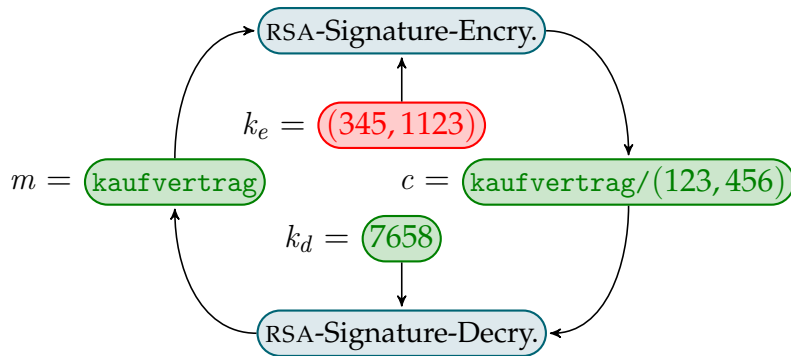 RSA-Signature-Encry.
k_e = (345, 1123)
m = kaufvertrag
c = kaufvertrag/(123, 456)
k_d = 7658
RSA-Signature-Decry.